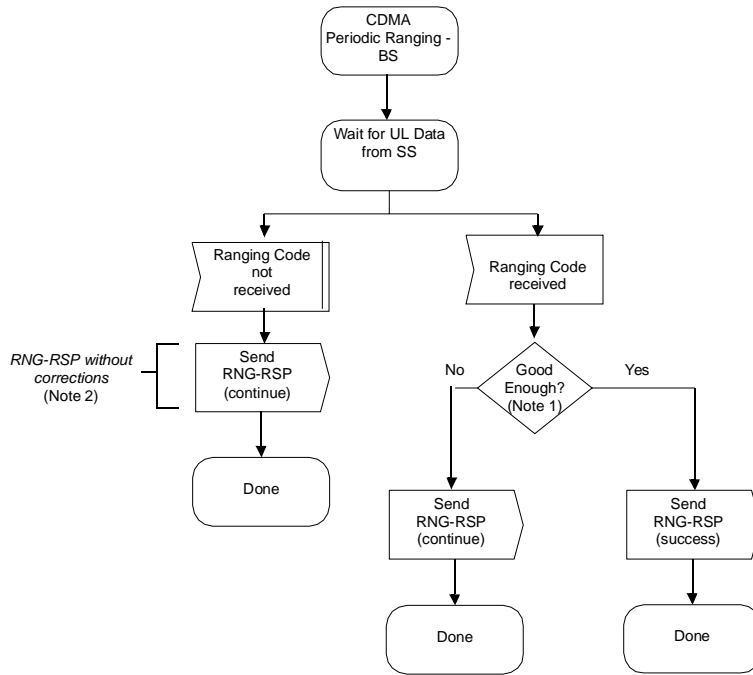 CDMA
Periodic Ranging -
BS
Wait for UL Data
from SS
Ranging Code
not
received
Ranging Code
received
RNG-RSP without
corrections
(Note 2)
Send
RNG-RSP
(continue)
No
Good
Enough?
(Note 1)
Yes
Done
Send
RNG-RSP
(continue)
Send
RNG-RSP
(success)
Done
Done